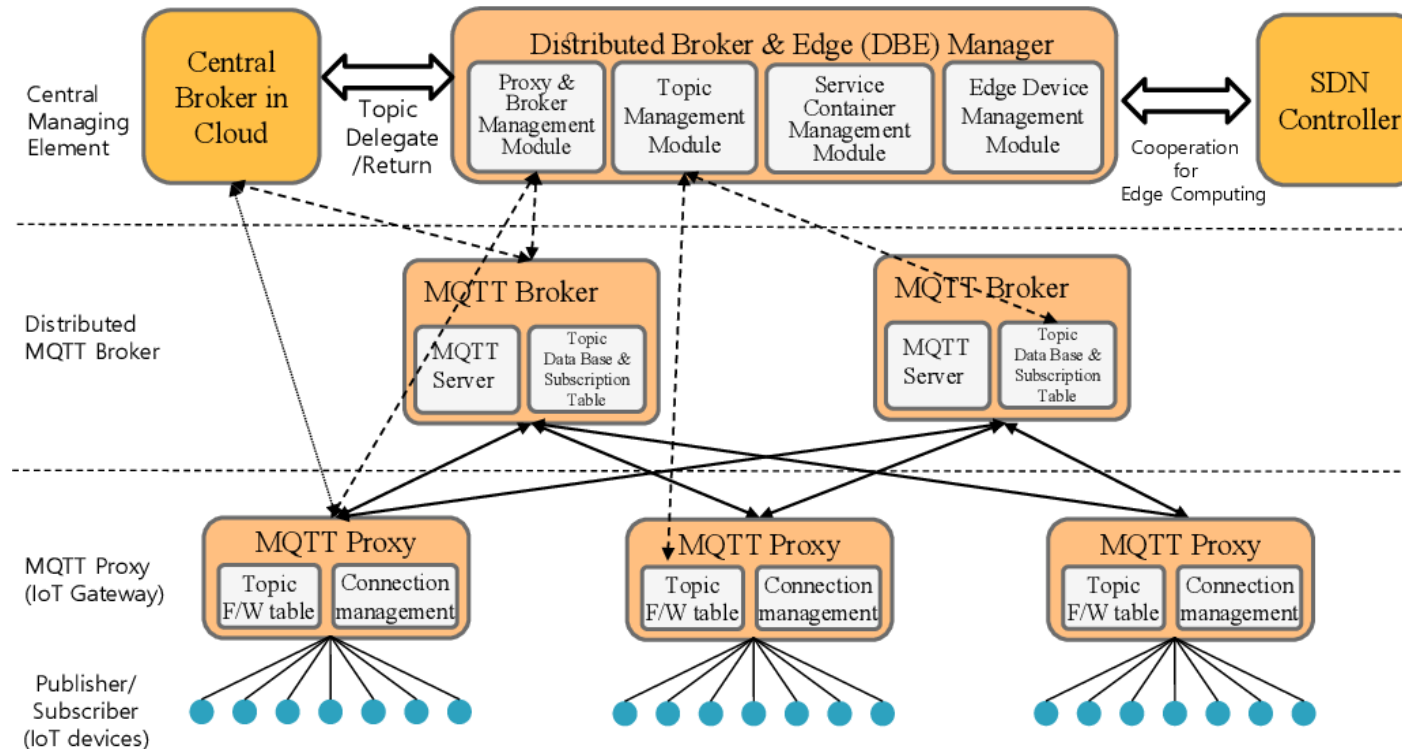 Central
Managing
Element
Central
Broker in
Cloud
Topic
Delegate
/Return
Distributed Broker & Edge (DBE) Manager
Proxy &
Broker
Management
Module
Topic
Management
Module
Service
Container
Management
Module
Edge Device
Management
Module
Cooperation
for
Edge Computing
SDN
Controller
Distributed
MQTT Broker
MQTT Broker
MQTT
Server
Topic
Data Base &
Subscription
Table
MQTT Broker
MQTT
Server
Topic
Data Base &
Subscription
Table
MQTT Proxy
(IoT Gateway)
MQTT Proxy
Topic
F/W table
Connection
management
MQTT Proxy
Topic
F/W table
Connection
management
MQTT Proxy
Topic
F/W table
Connection
management
Publisher/
Subscriber
(IoT devices)